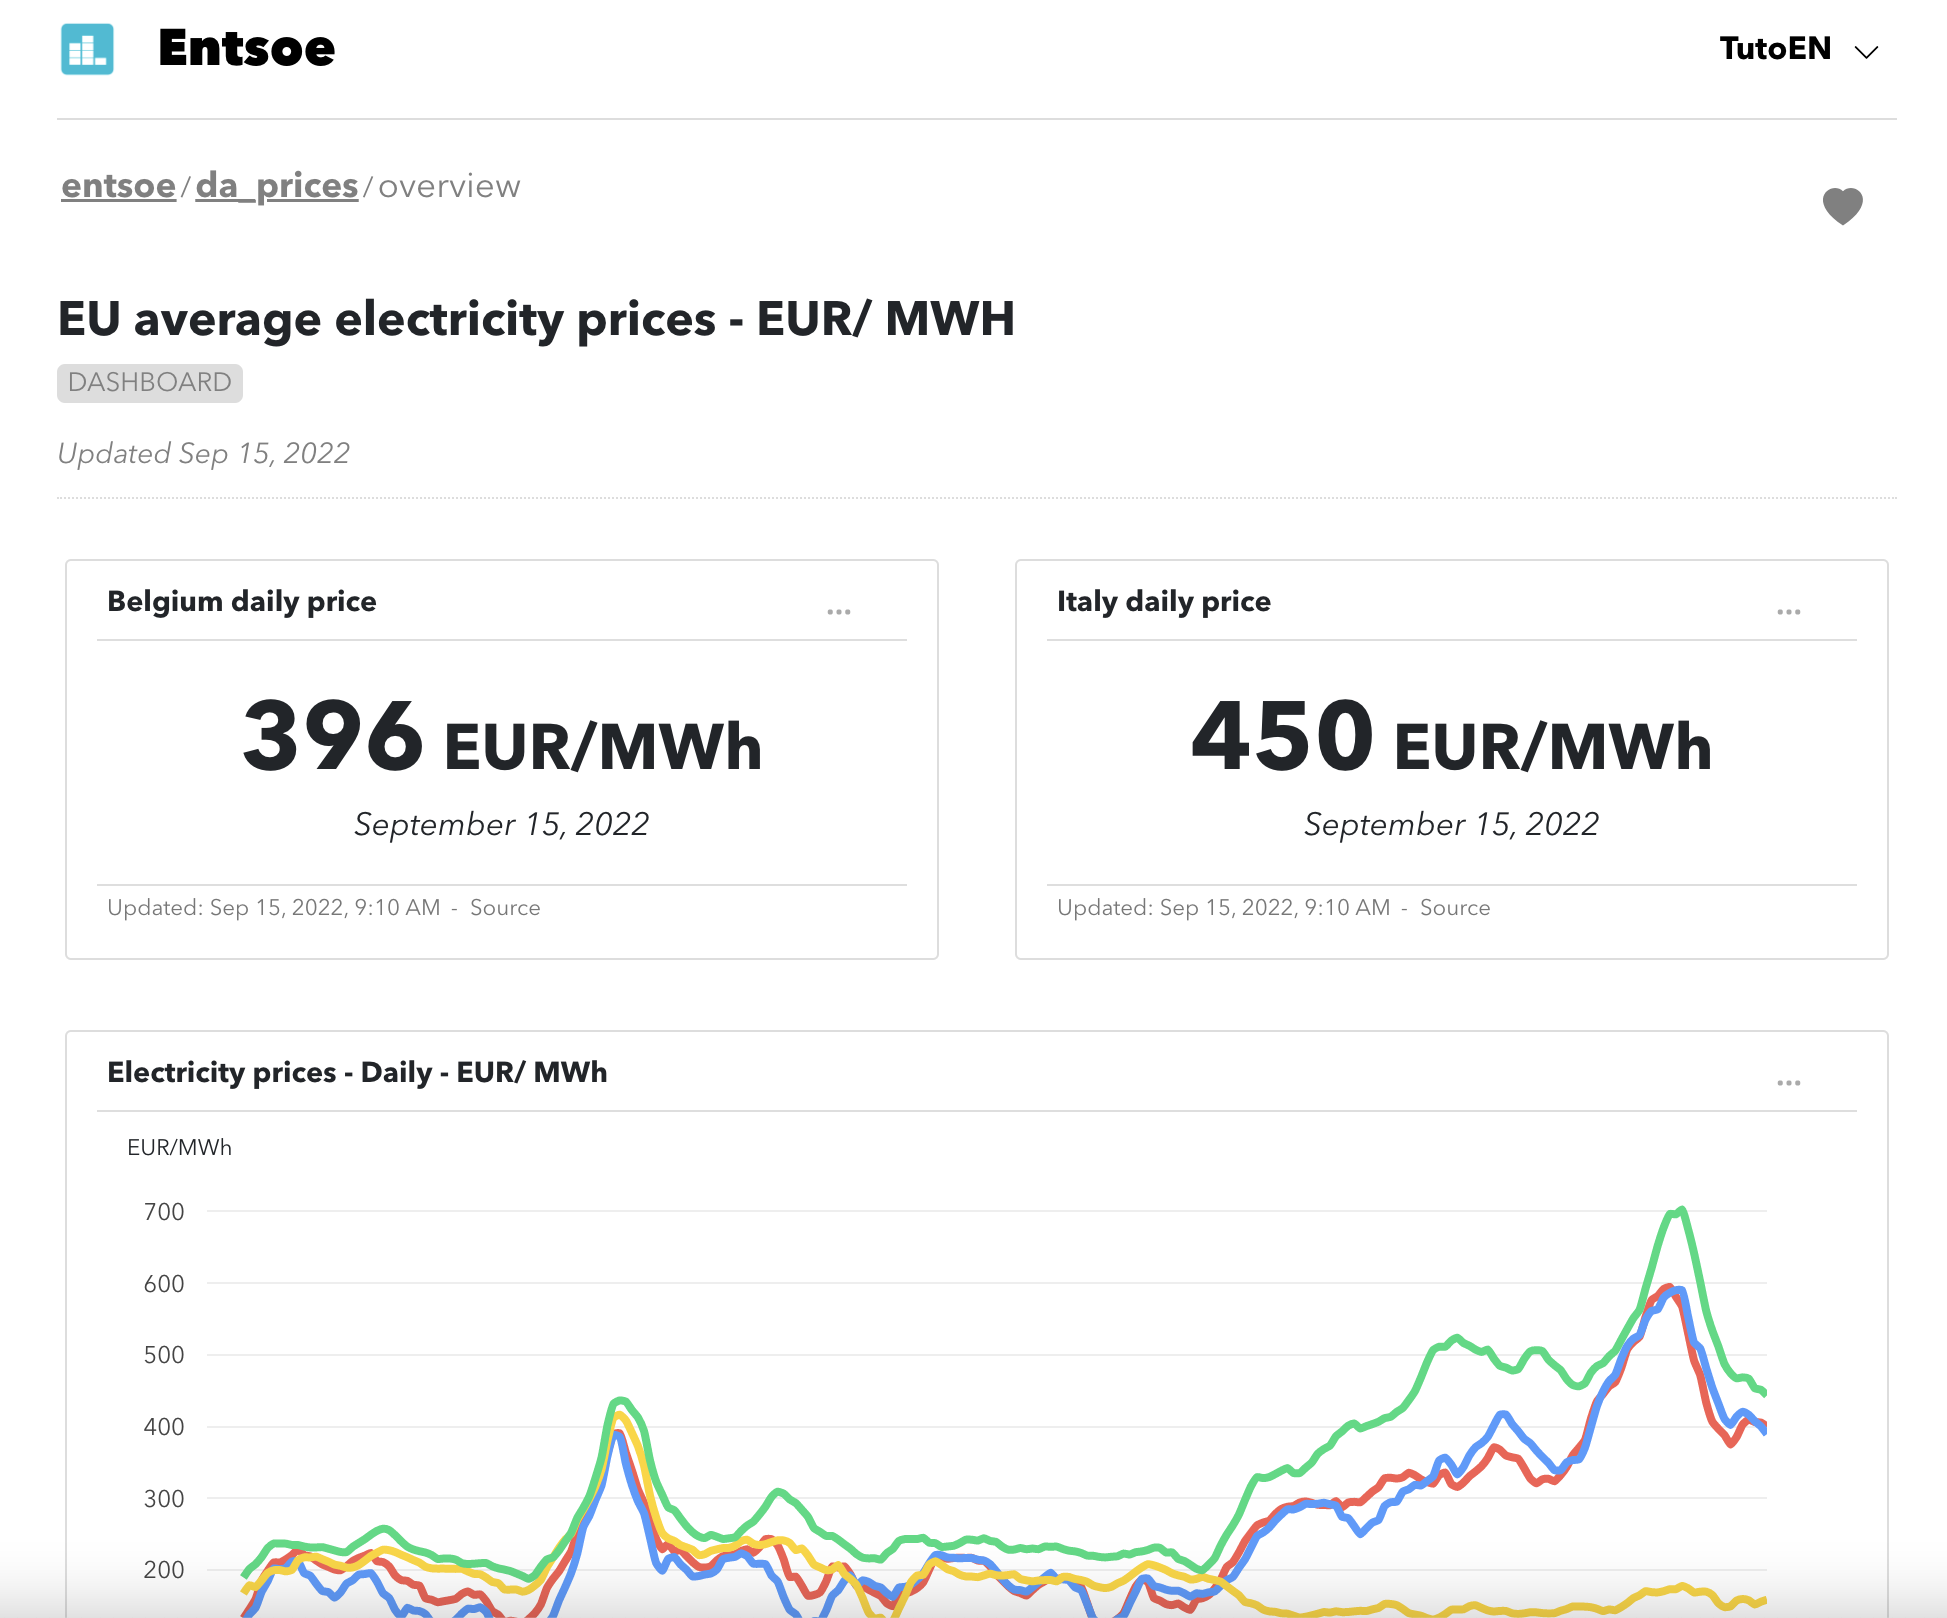 Entsoe
TutoEN
entsoe/da_prices/overview
EU average electricity prices - EUR/ MWH
DASHBOARD
Updated Sep 15, 2022
Belgium daily price
396 EUR/MWh
September 15, 2022
Updated: Sep 15, 2022, 9:10 AM - Source
Italy daily price
450 EUR/MWh
September 15, 2022
Updated: Sep 15, 2022, 9:10 AM - Source
Electricity prices - Daily - EUR/ MWh
EUR/MWh
700
600
500
400
300
200